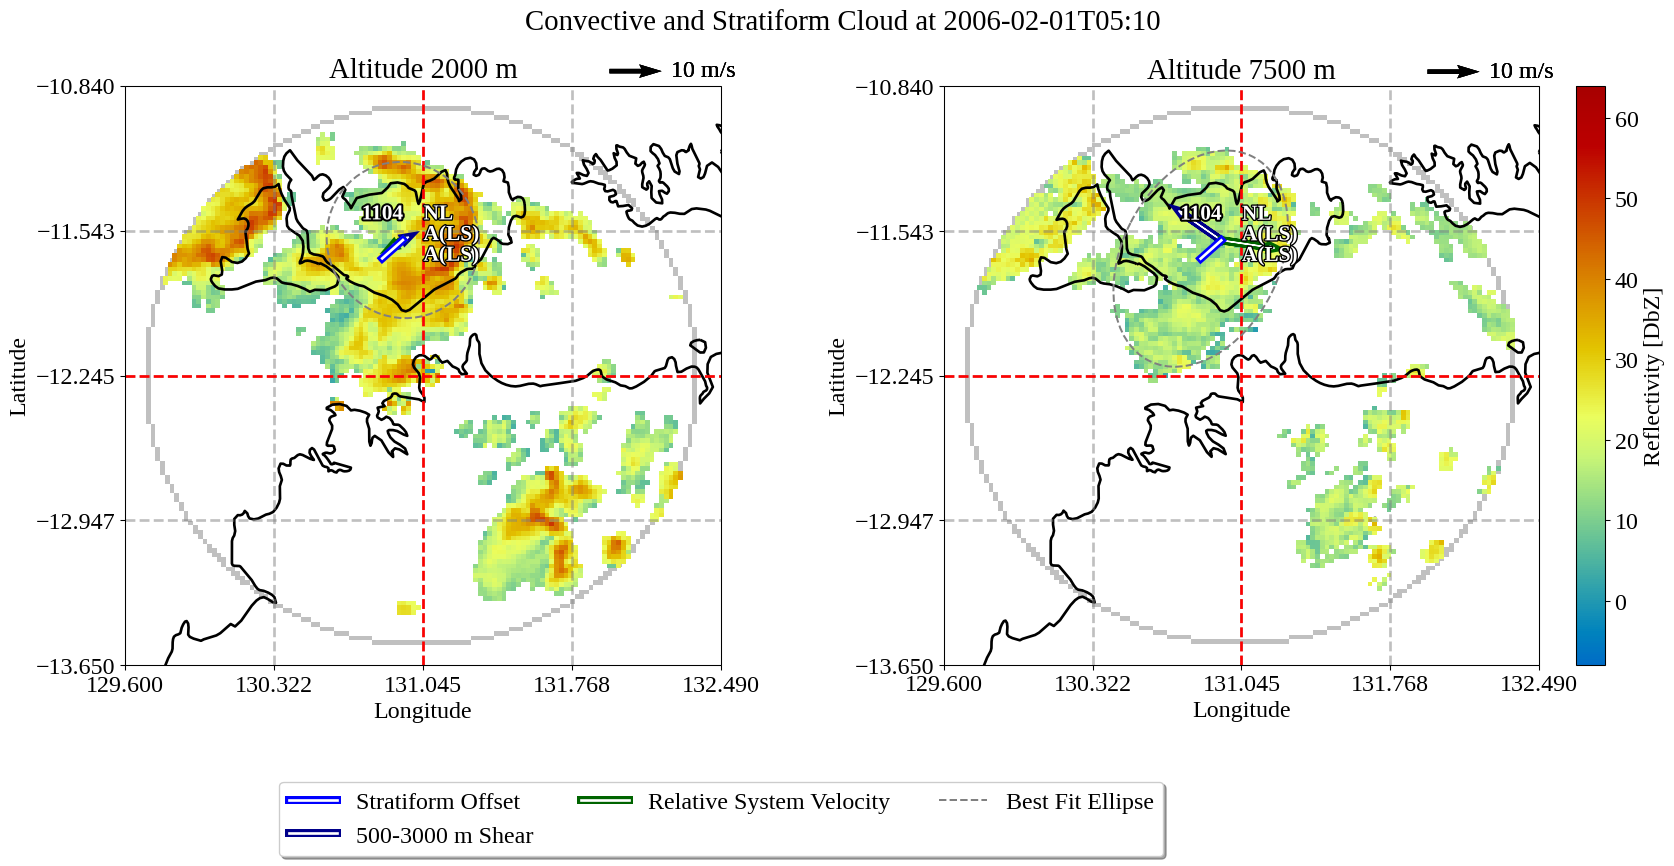 Convective and Stratiform Cloud at 2006-02-01T05:10
Altitude 2000 m
10 m/s
Altitude 7500 m
10 m/s
−10.840
−11.543
−12.245
−12.947
−13.650
Latitude
1104
NL
A(LS)
A(LS)
129.600
130.322
131.045
131.768
132.490
Longitude
−10.840
−11.543
−12.245
−12.947
−13.650
Latitude
1104
NL
A(LS)
A(LS)
129.600
130.322
131.045
131.768
132.490
Longitude
60
50
40
30
20
10
0
Reflectivity [DbZ]
Stratiform Offset
500-3000 m Shear
Relative System Velocity
Best Fit Ellipse